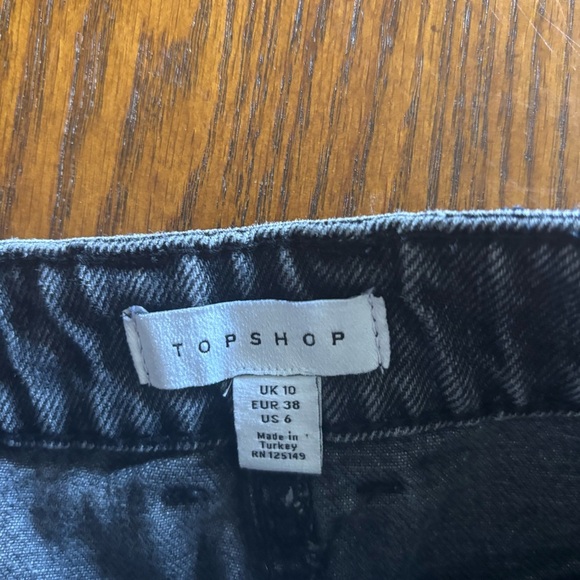 TOPSHOP
UK 10
EUR 38
US 6
Made in
Turkey
RN 125149